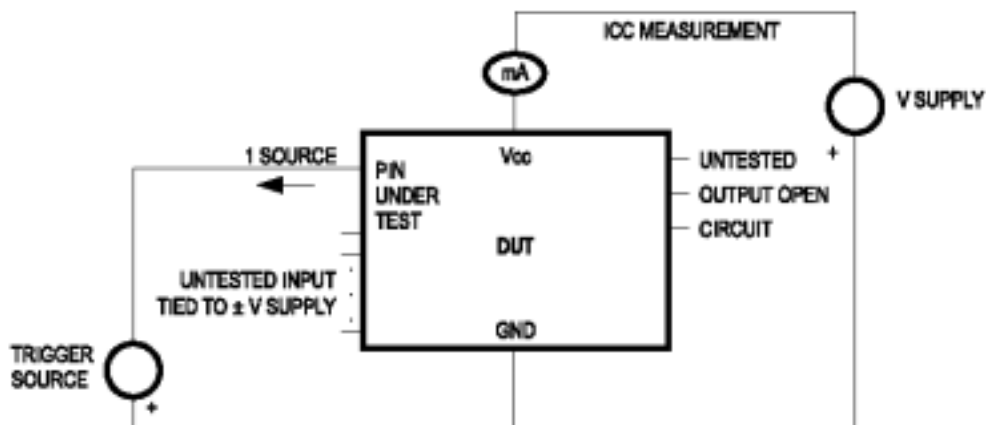 ICC MEASUREMENT
mA
V SUPPLY
+
1 SOURCE
Vcc
PIN
UNDER
TEST
UNTESTED
OUTPUT OPEN
CIRCUIT
DUT
UNTESTED INPUT
TIED TO ± V SUPPLY
GND
TRIGGER
SOURCE
+